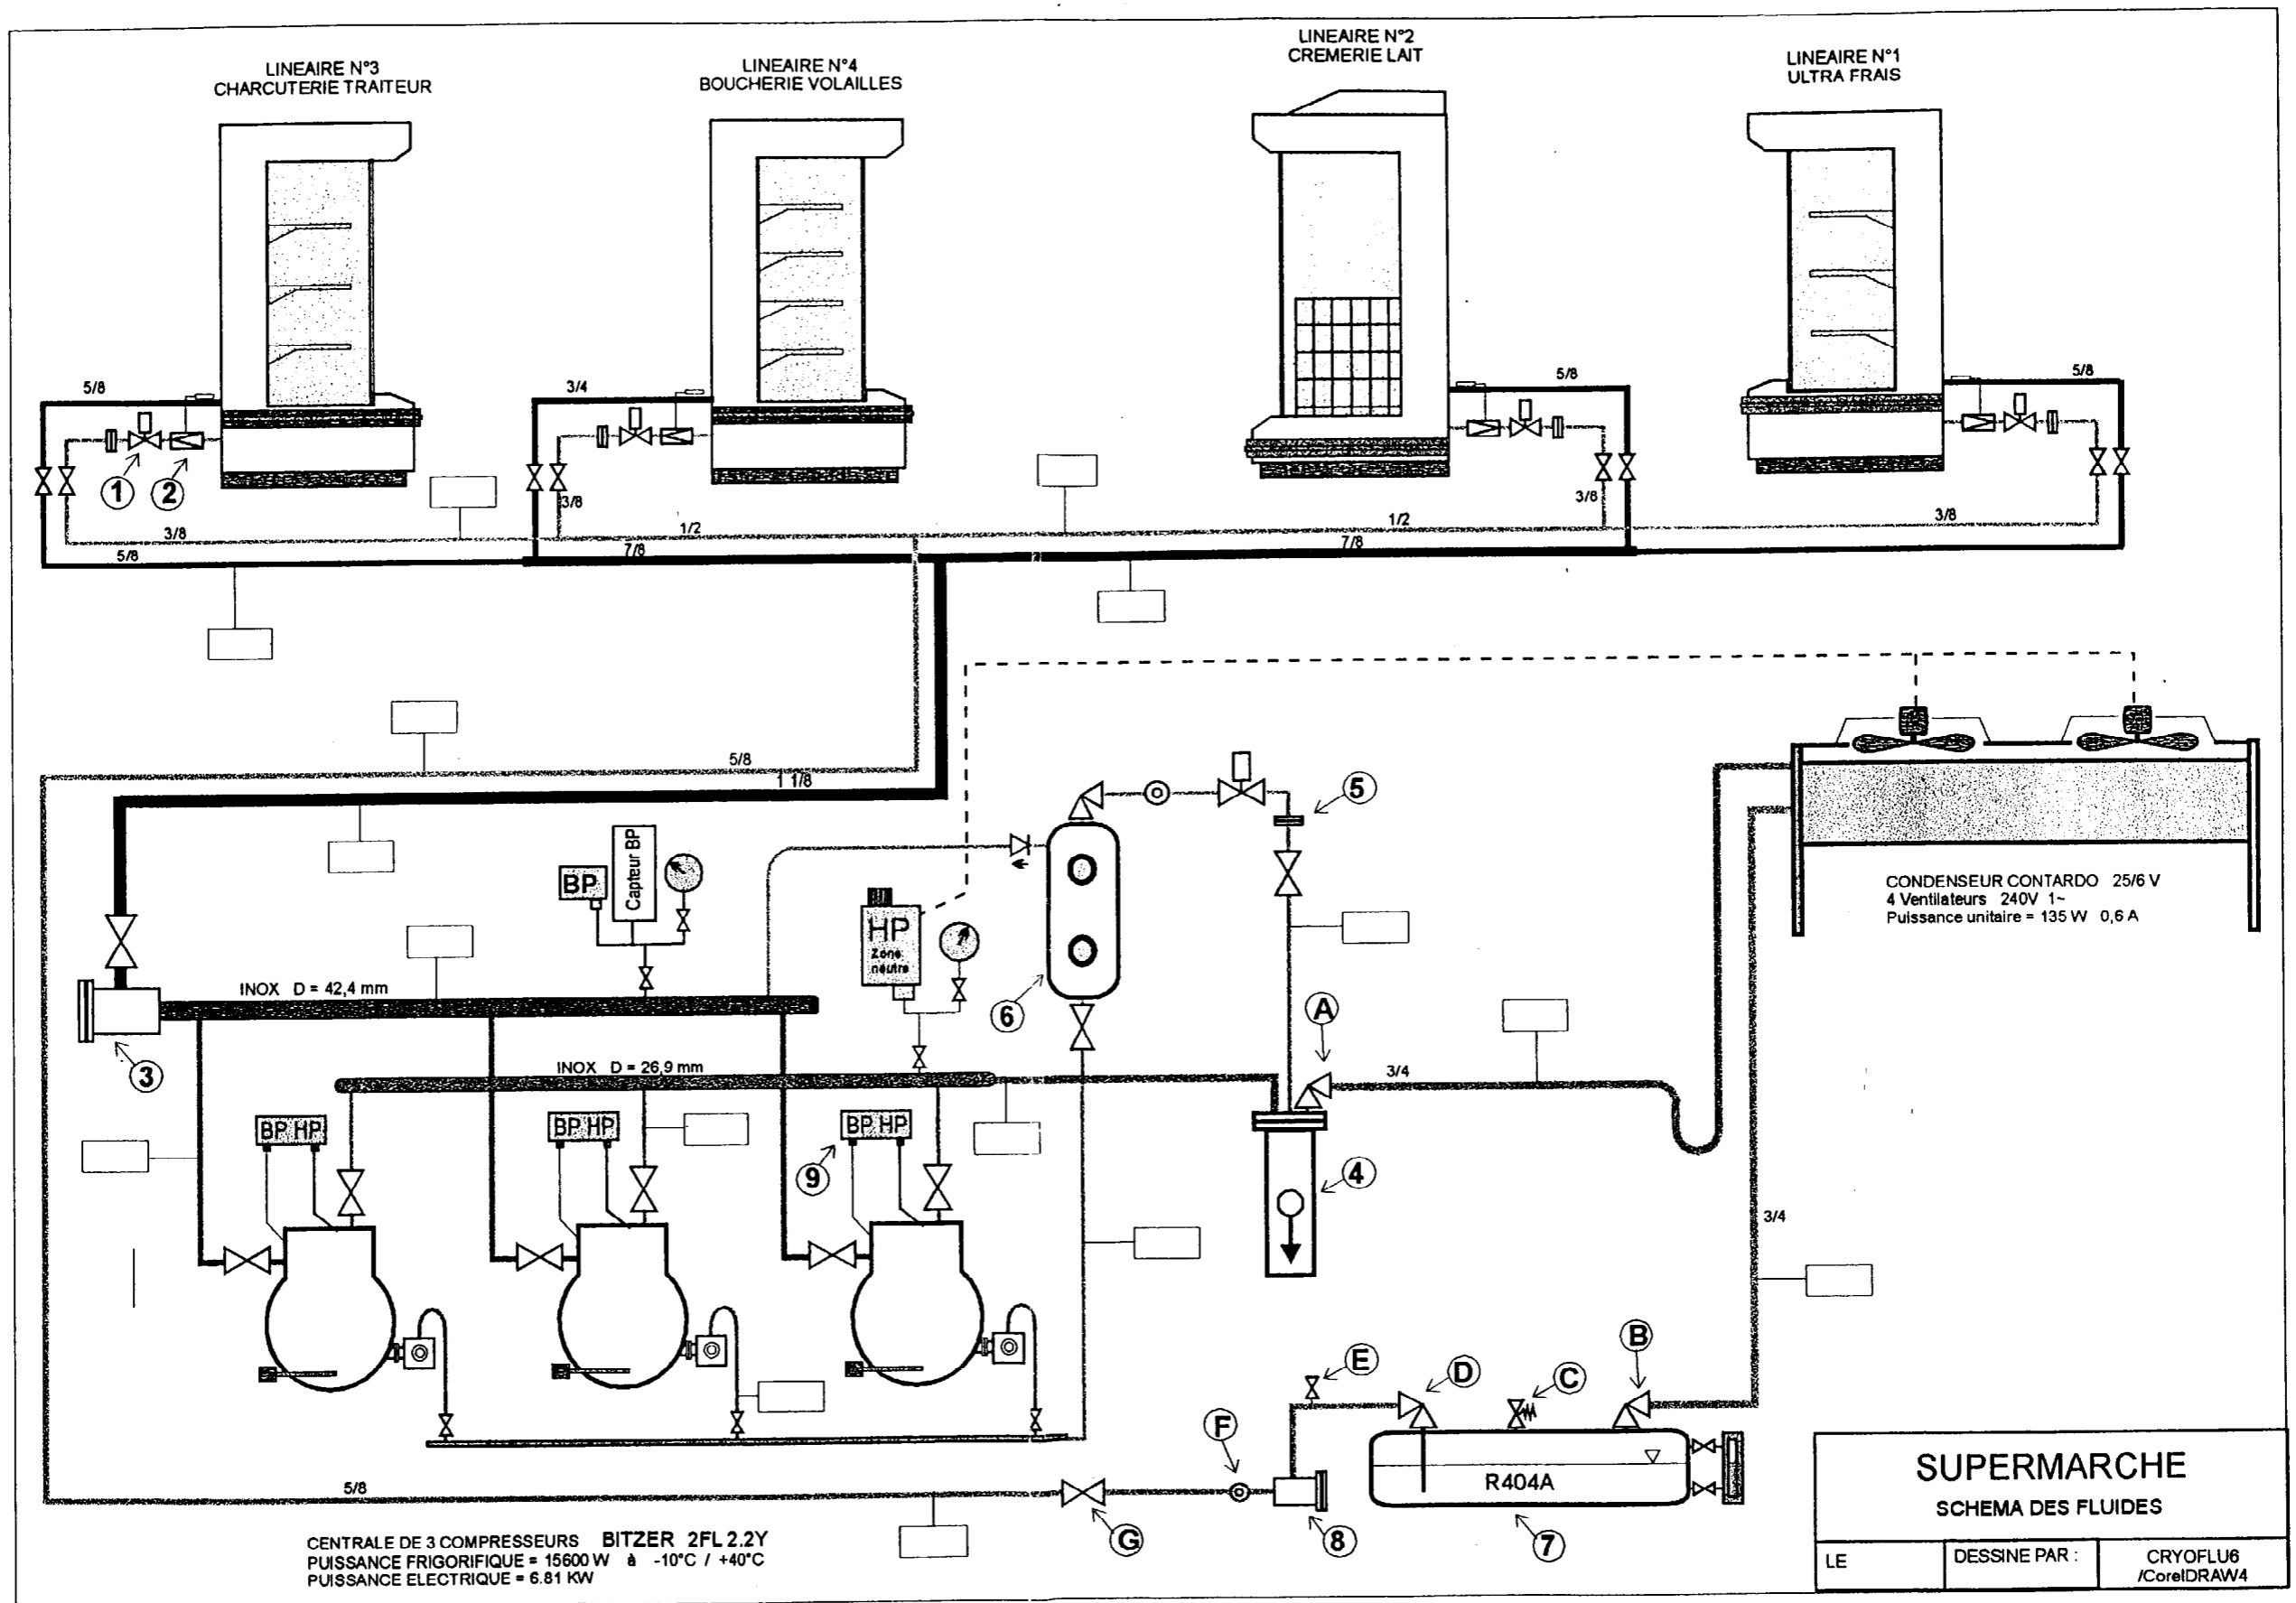 LINEAIRE N°3
CHARCUTERIE TRAITEUR
LINEAIRE N°4
BOUCHERIE VOLAILLES
LINEAIRE N°2
CREMERIE LAIT
LINEAIRE N°1
ULTRA FRAIS
5/8
3/4
5/8
5/8
1
2
3/8
3/8
3/8
1/2
1/2
3/8
5/8
7/8
7/8
5/8
1 1/8
5
BP
Capteur BP
HP
Zone
neutre
CONDENSEUR CONTARDO 25/6 V
4 Ventilateurs 240V 1~
Puissance unitaire = 135 W 0,6 A
INOX D = 42,4 mm
6
A
3
INOX D = 26,9 mm
3/4
BP HP
BP HP
BP HP
9
4
3/4
E
D
C
B
F
R404A
5/8
G
8
7
CENTRALE DE 3 COMPRESSEURS BITZER 2FL 2.2Y
PUISSANCE FRIGORIFIQUE = 15600 W à -10°C / +40°C
PUISSANCE ELECTRIQUE = 6.81 KW
SUPERMARCHE
SCHEMA DES FLUIDES
LE
DESSINE PAR :
CRYOFLU6
/CorelDRAW4